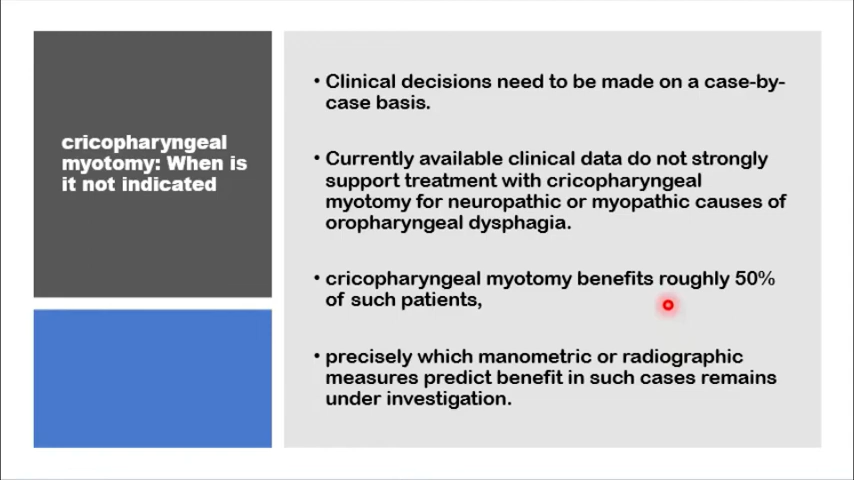 cricopharyngeal
myotomy: When is
it not indicated
• Clinical decisions need to be made on a case-by-
case basis.
• Currently available clinical data do not strongly
support treatment with cricopharyngeal
myotomy for neuropathic or myopathic causes of
oropharyngeal dysphagia.
• cricopharyngeal myotomy benefits roughly 50%
of such patients,
• precisely which manometric or radiographic
measures predict benefit in such cases remains
under investigation.